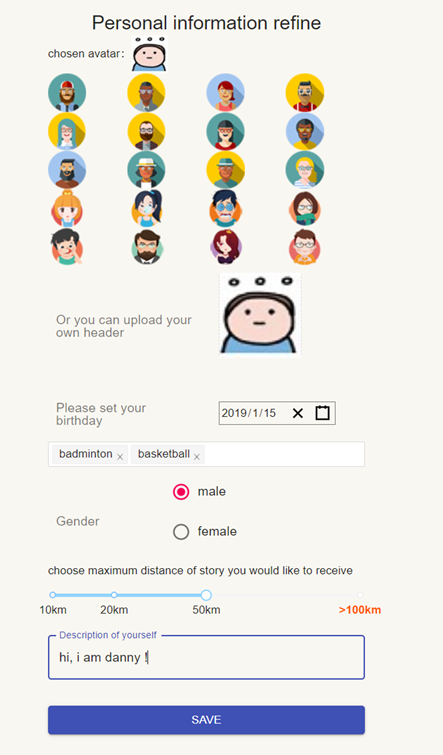 Personal information refine
chosen avatar:
Or you can upload your
own header
Please set your
birthday
2019/1/15
badminton x basketball x
male
Gender
female
choose maximum distance of story you would like to receive
10km 20km 50km >100km
Description of yourself
hi, i am danny !
SAVE